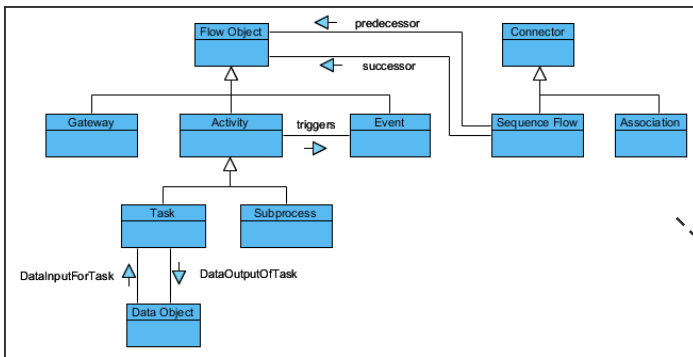 predecessor
Flow Object
Connector
successor
Gateway
Activity
triggers
Event
Sequence Flow
Association
Task
Subprocess
DataInputForTask
DataOutputOfTask
Data Object